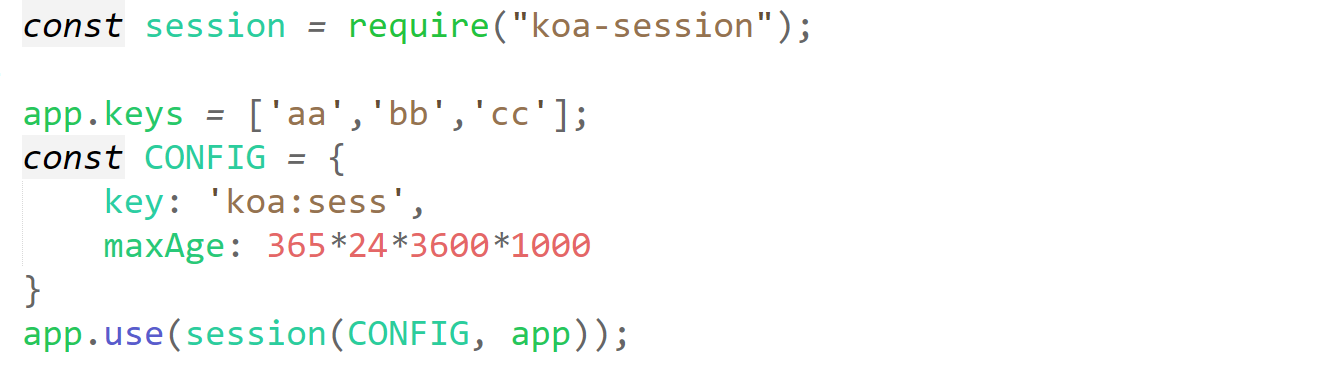 const session = require("koa-session");
app.keys = ['aa','bb','cc'];
const CONFIG = {
    key: 'koa:sess',
    maxAge: 365*24*3600*1000
}
app.use(session(CONFIG, app));